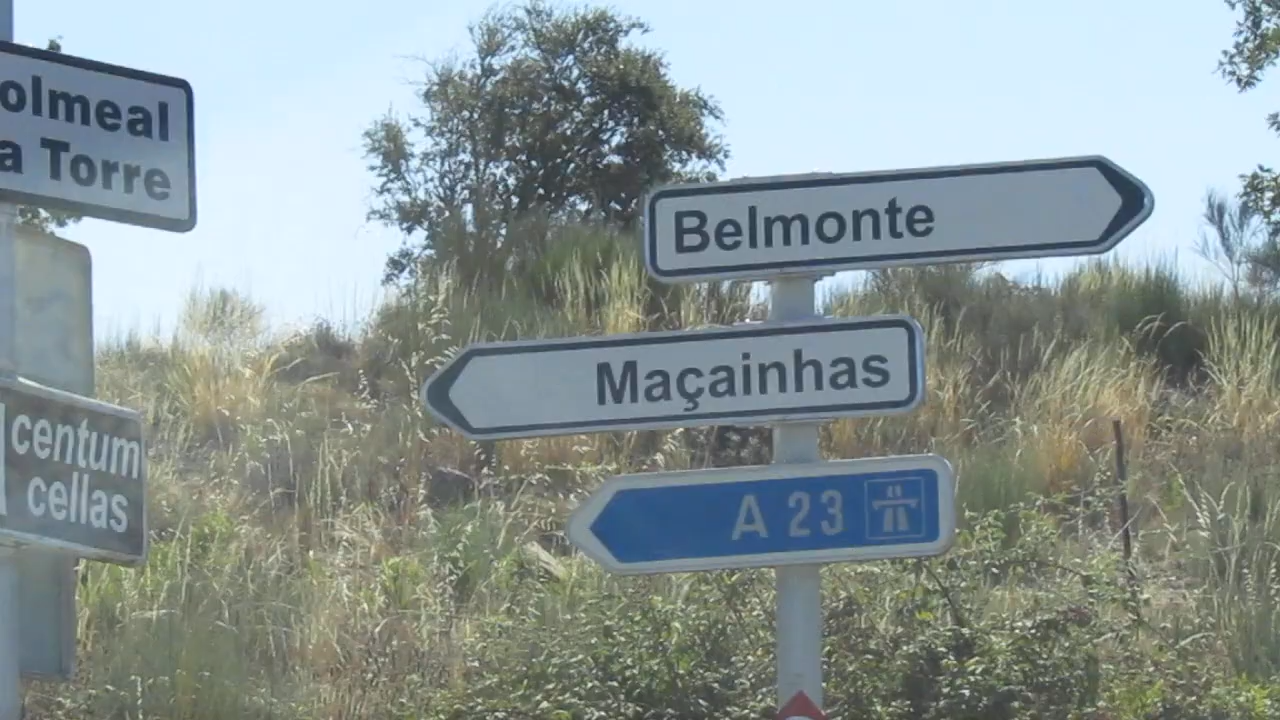 olmeal
a Torre
centum
cellas
Belmonte
Maçainhas
A 23